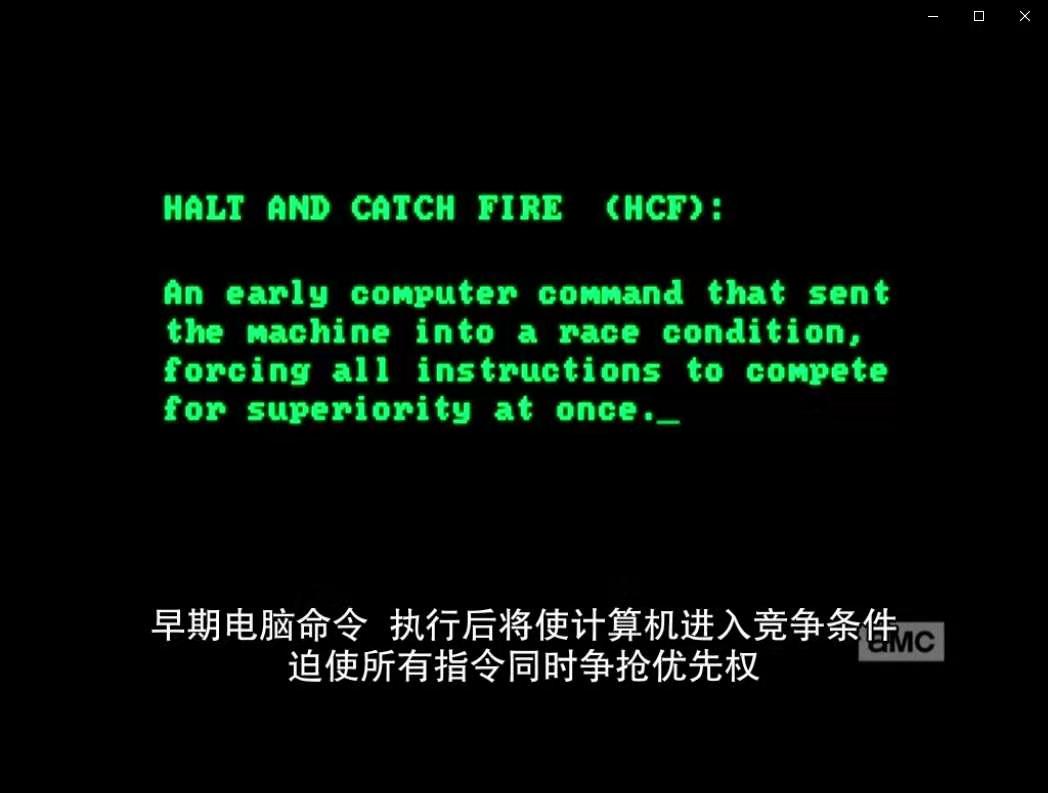 HALT AND CATCH FIRE (HCF):
An early computer command that sent
the machine into a race condition,
forcing all instructions to compete
for superiority at once._
早期电脑命令 执行后将使计算机进入竞争条件
aMC
迫使所有指令同时争抢优先权